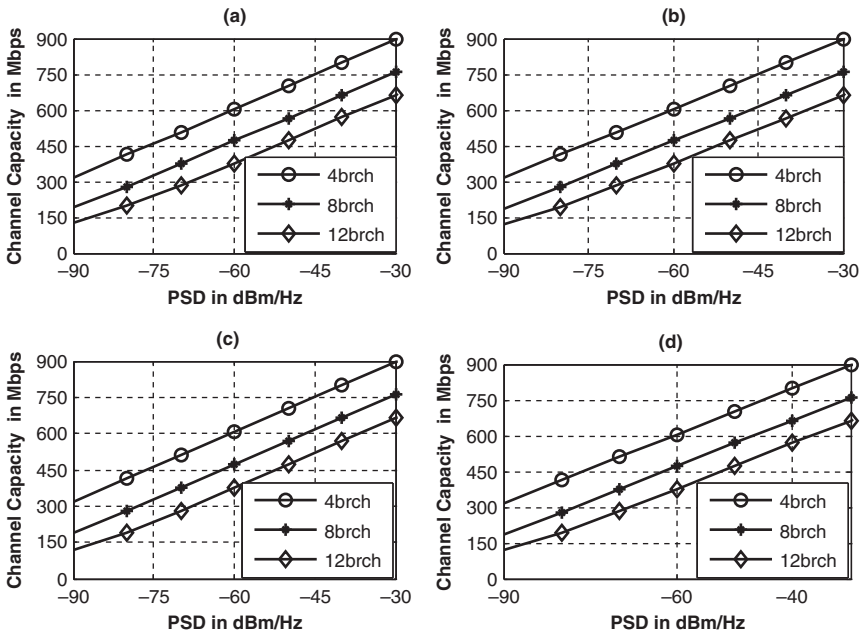 (a)
Channel Capacity in Mbps
900
750
600
450
300
150
0
4brch
8brch
12brch
−90
−75
−60
−45
−30
PSD in dBm/Hz
(b)
Channel Capacity in Mbps
900
750
600
450
300
150
0
4brch
8brch
12brch
−90
−75
−60
−45
−30
PSD in dBm/Hz
(c)
Channel Capacity in Mbps
900
750
600
450
300
150
0
4brch
8brch
12brch
−90
−75
−60
−45
−30
PSD in dBm/Hz
(d)
Channel Capacity in Mbps
900
750
600
450
300
150
0
4brch
8brch
12brch
−90
−60
−40
PSD in dBm/Hz